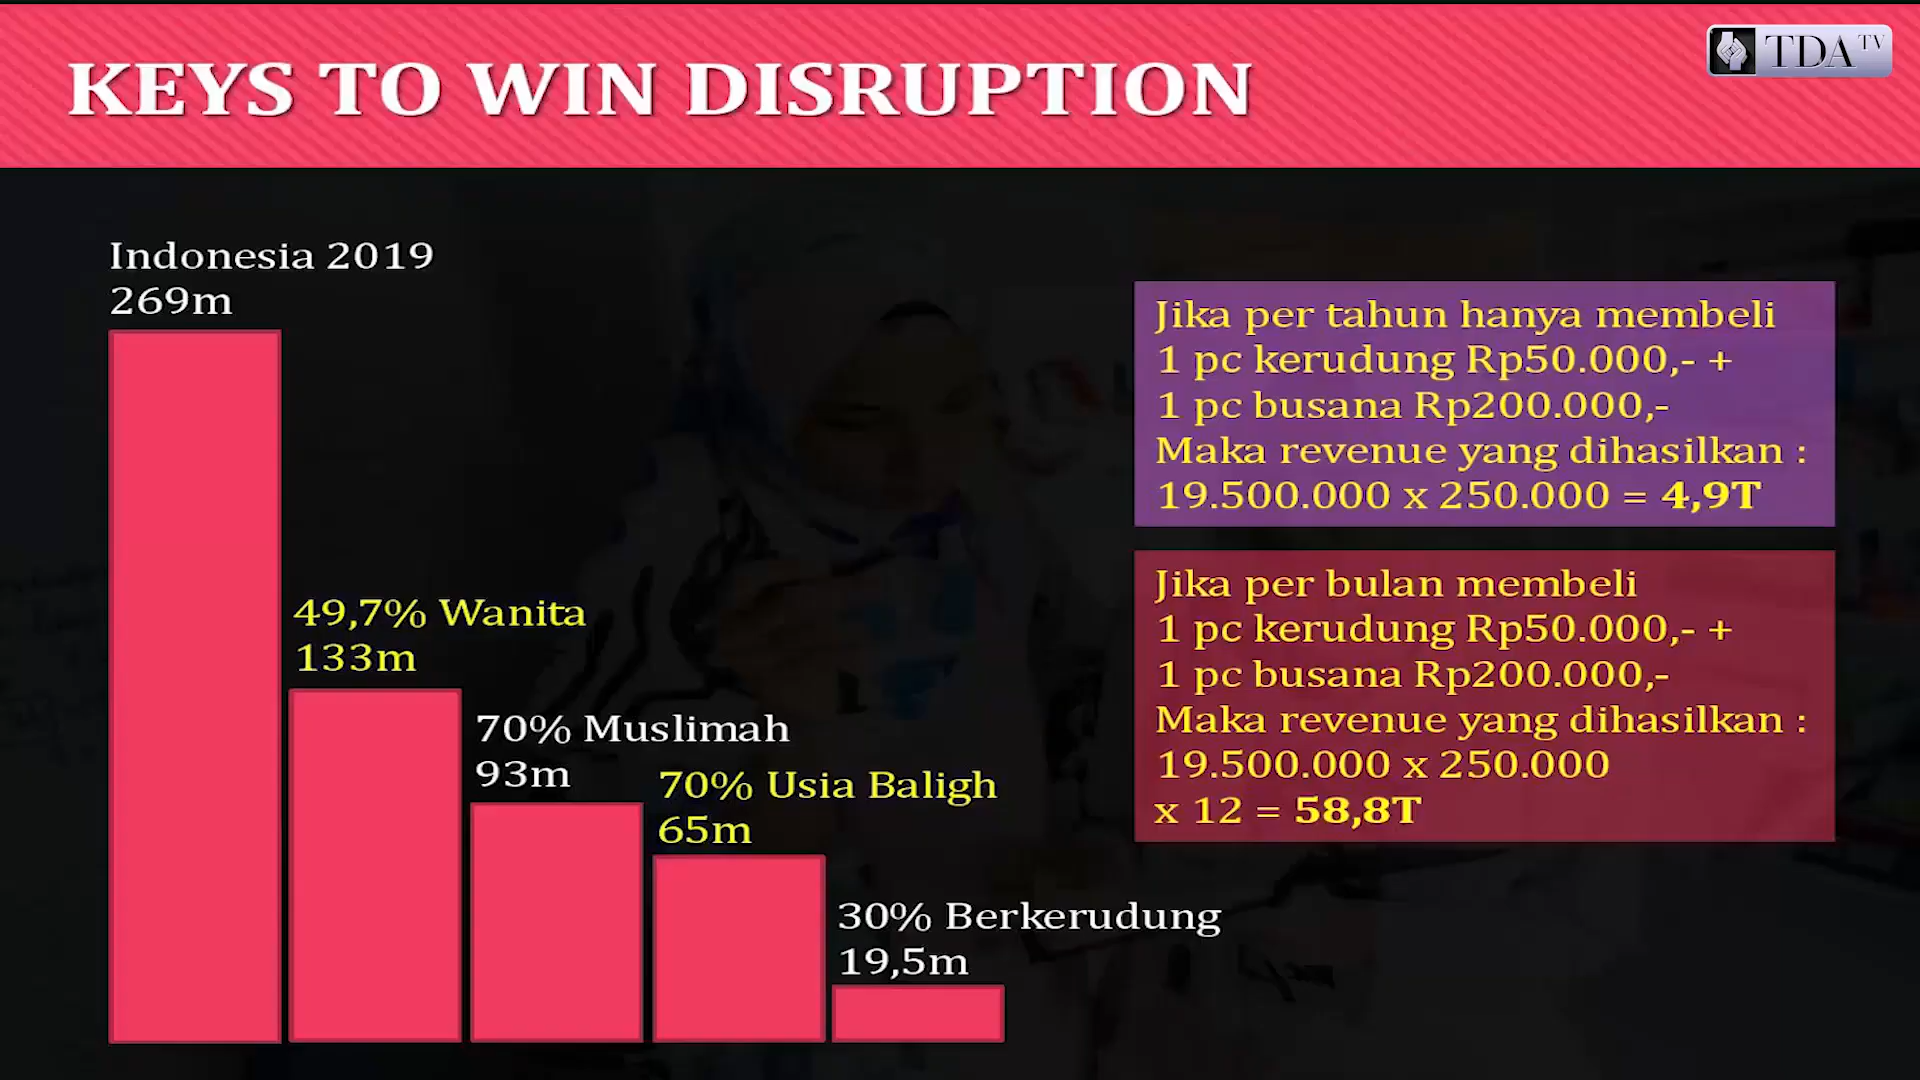 KEYS TO WIN DISRUPTION
TDA TV
Indonesia 2019
269m
49,7% Wanita
133m
70% Muslimah
93m
70% Usia Baligh
65m
30% Berkerudung
19,5m
Jika per tahun hanya membeli
1 pc kerudung Rp50.000,- +
1 pc busana Rp200.000,-
Maka revenue yang dihasilkan :
19.500.000 x 250.000 = 4,9T
Jika per bulan membeli
1 pc kerudung Rp50.000,- +
1 pc busana Rp200.000,-
Maka revenue yang dihasilkan :
19.500.000 x 250.000
x 12 = 58,8T